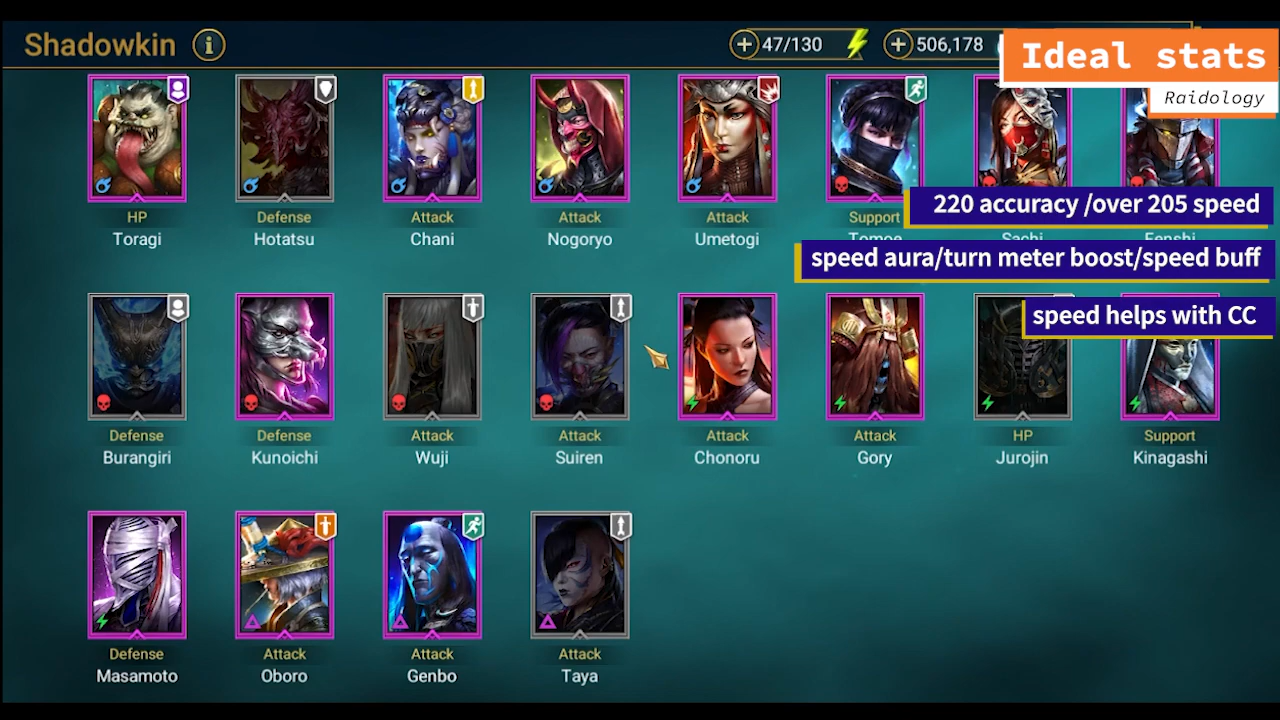 Shadowkin
47/130
506,178
Ideal stats
Raidology
HP
Defense
Attack
Attack
Attack
Support
Toragi
Hotatsu
Chani
Nogoryo
Umetogi
Tomoe
Sachi
Fenshi
220 accuracy /over 205 speed
speed aura/turn meter boost/speed buff
speed helps with CC
Defense
Defense
Attack
Attack
Attack
Attack
HP
Support
Burangiri
Kunoichi
Wuji
Suiren
Chonoru
Gory
Jurojin
Kinagashi
Defense
Attack
Attack
Attack
Masamoto
Oboro
Genbo
Taya